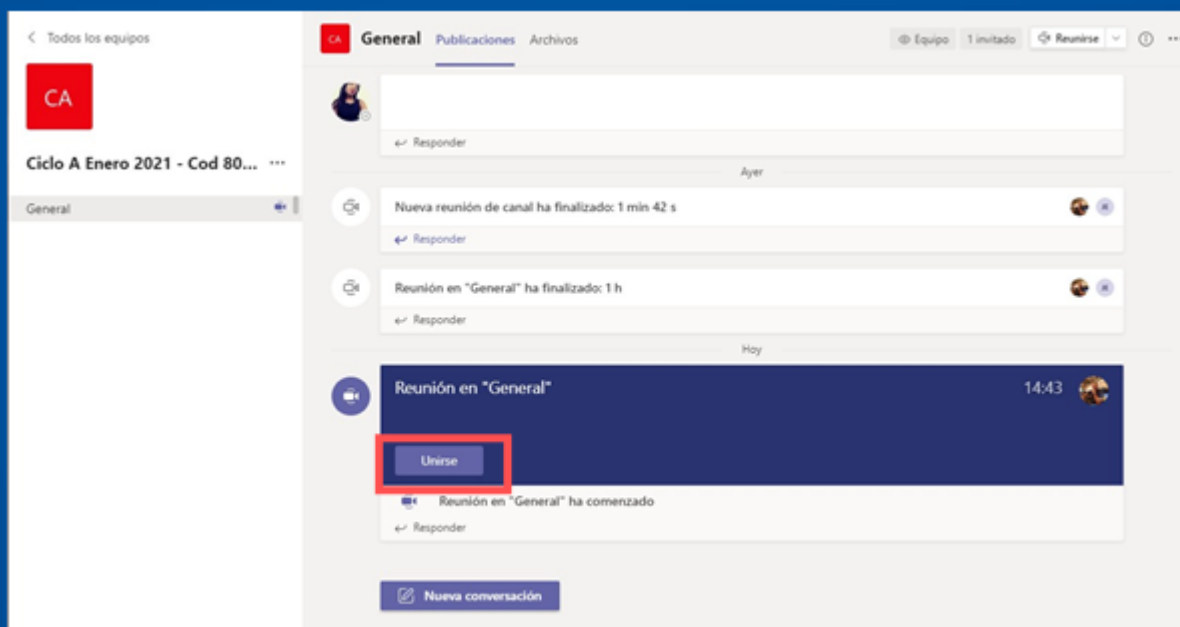 Todos los equipos
CA
Ciclo A Enero 2021 - Cod 80...
General
CA General Publicaciones Archivos
Equipo 1 invitado Reunirse
Responder
Ayer
Nueva reunión de canal ha finalizado: 1 min 42 s
Responder
Reunión en "General" ha finalizado: 1 h
Responder
Hoy
Reunión en "General" 14:43
Unirse
Reunión en "General" ha comenzado
Responder
Nueva conversación